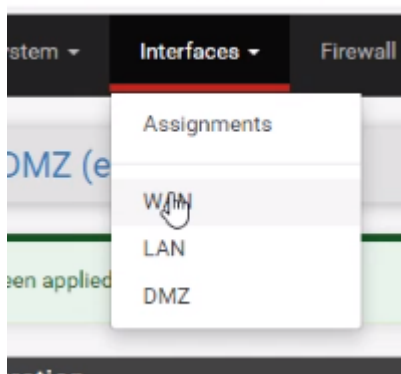 stem Interfaces Firewall
Assignments
DMZ (e
WAN
LAN
een applied
DMZ